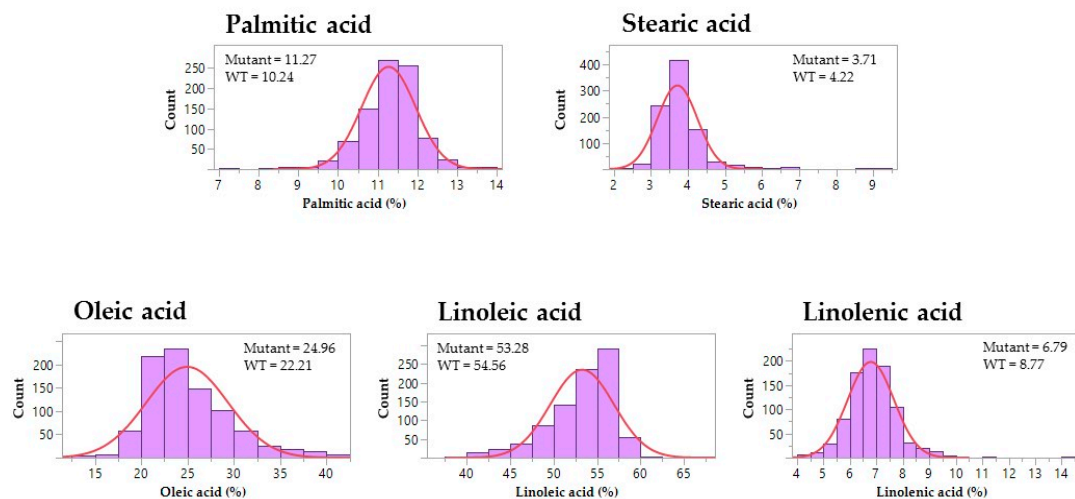 Palmitic acid
Mutant = 11.27
WT = 10.24
250
200
150
100
50
Count
7 8 9 10 11 12 13 14
Palmitic acid (%)
Stearic acid
Mutant = 3.71
WT = 4.22
400
300
200
100
Count
2 3 4 5 6 7 8 9
Stearic acid (%)
Oleic acid
Mutant = 24.96
WT = 22.21
200
150
100
50
Count
15 20 25 30 35 40
Oleic acid (%)
Linoleic acid
Mutant = 53.28
WT = 54.56
250
200
150
100
50
Count
40 45 50 55 60 65
Linoleic acid (%)
Linolenic acid
Mutant = 6.79
WT = 8.77
200
150
100
50
Count
4 5 6 7 8 9 10 11 12 13 14
Linolenic acid (%)